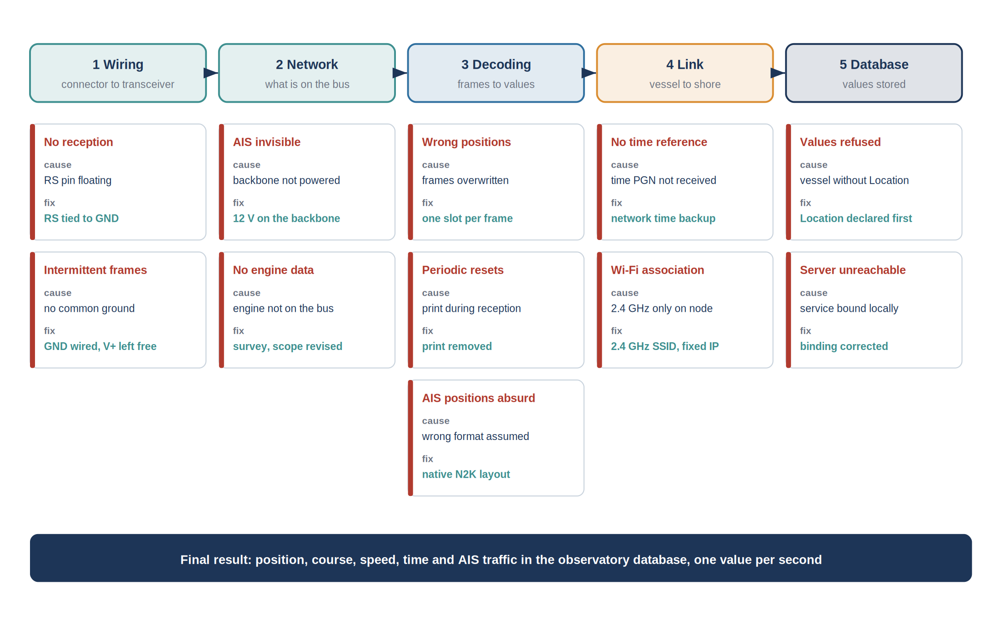 1 Wiring
connector to transceiver
2 Network
what is on the bus
3 Decoding
frames to values
4 Link
vessel to shore
5 Database
values stored
No reception
cause
RS pin floating
fix
RS tied to GND
AIS invisible
cause
backbone not powered
fix
12 V on the backbone
Wrong positions
cause
frames overwritten
fix
one slot per frame
No time reference
cause
time PGN not received
fix
network time backup
Values refused
cause
vessel without Location
fix
Location declared first
Intermittent frames
cause
no common ground
fix
GND wired, V+ left free
No engine data
cause
engine not on the bus
fix
survey, scope revised
Periodic resets
cause
print during reception
fix
print removed
Wi-Fi association
cause
2.4 GHz only on node
fix
2.4 GHz SSID, fixed IP
Server unreachable
cause
service bound locally
fix
binding corrected
AIS positions absurd
cause
wrong format assumed
fix
native N2K layout
Final result: position, course, speed, time and AIS traffic in the observatory database, one value per second